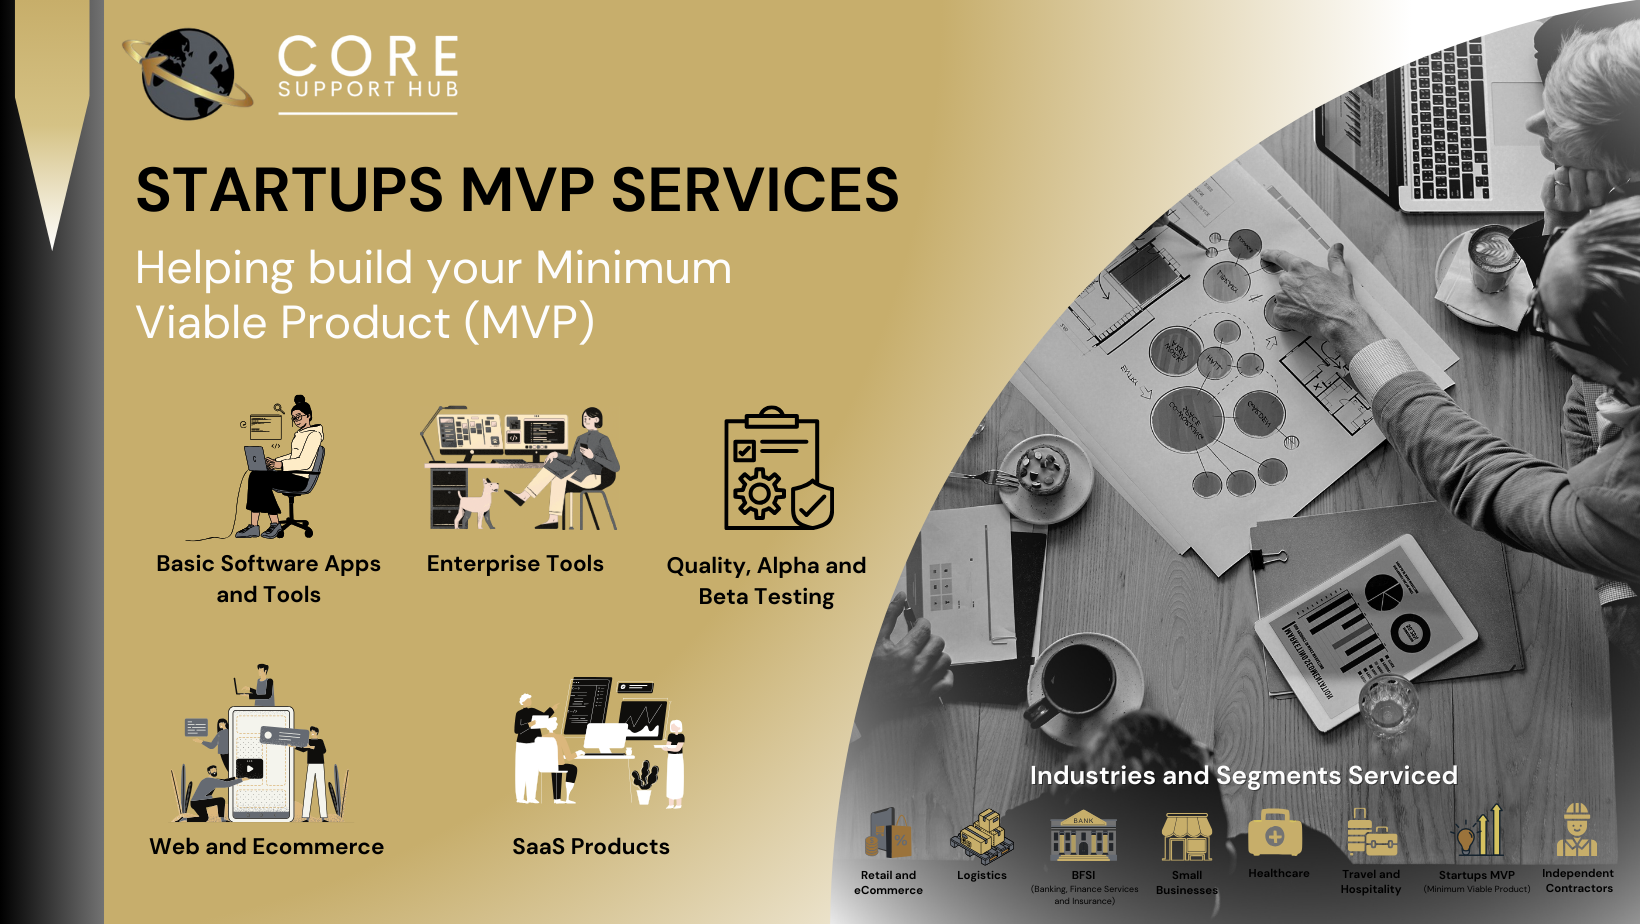 CORE
SUPPORT HUB
STARTUPS MVP SERVICES
Helping build your Minimum
Viable Product (MVP)
Basic Software Apps
and Tools
Enterprise Tools
Quality, Alpha and
Beta Testing
Web and Ecommerce
SaaS Products
Industries and Segments Serviced
Retail and
eCommerce
Logistics
BANK
BFSI
(Banking, Finance Services
and Insurance)
Small
Businesses
Healthcare
Travel and
Hospitality
Startups MVP
(Minimum Viable Product)
Independent
Contractors